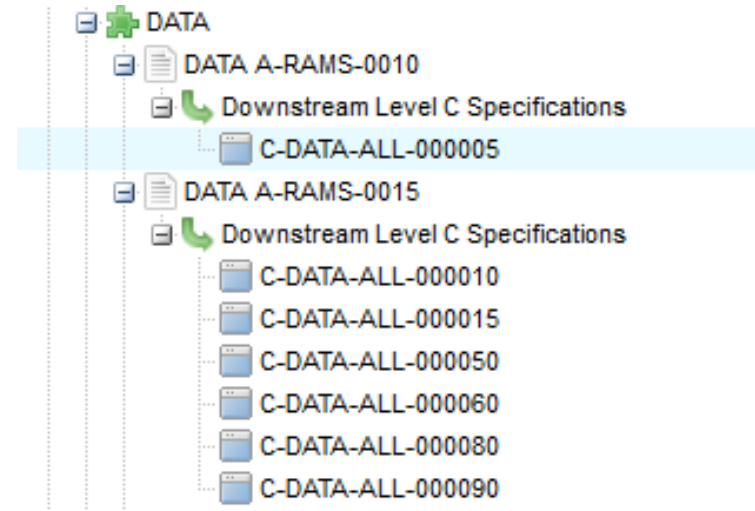 DATA
DATA A-RAMS-0010
Downstream Level C Specifications
C-DATA-ALL-000005
DATA A-RAMS-0015
Downstream Level C Specifications
C-DATA-ALL-000010
C-DATA-ALL-000015
C-DATA-ALL-000050
C-DATA-ALL-000060
C-DATA-ALL-000080
C-DATA-ALL-000090